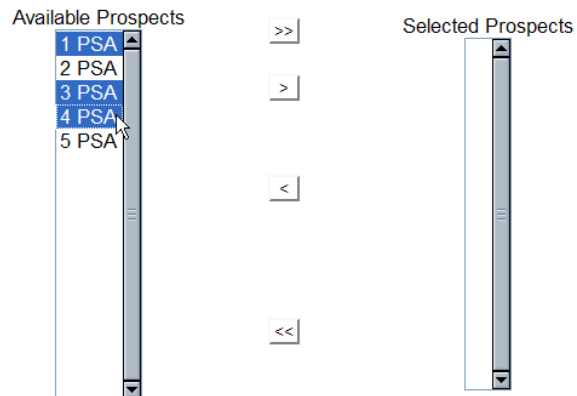 Available Prospects
1 PSA
2 PSA
3 PSA
4 PSA
5 PSA
>>
>
<
<<
Selected Prospects